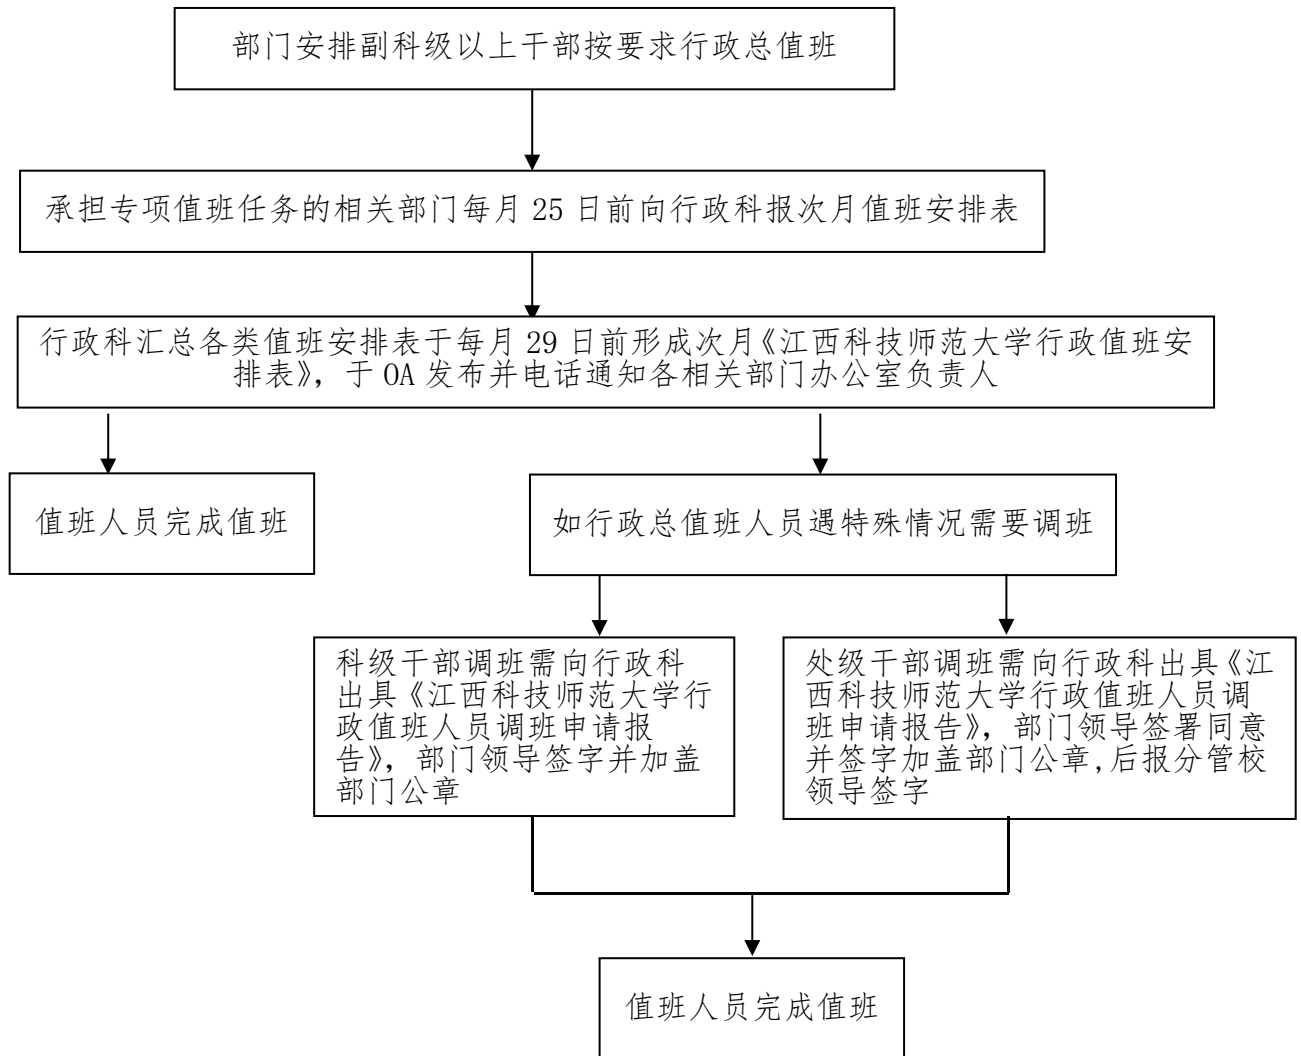 部门安排副科级以上干部按要求行政总值班
承担专项值班任务的相关部门每月 25 日前向行政科报次月值班安排表
行政科汇总各类值班安排表于每月 29 日前形成次月《江西科技师范大学行政值班安
排表》，于 OA 发布并电话通知各相关部门办公室负责人
值班人员完成值班
如行政总值班人员遇特殊情况需要调班
科级干部调班需向行政科
出具《江西科技师范大学行
政值班人员调班申请报
告》，部门领导签字并加盖
部门公章
处级干部调班需向行政科出具《江
西科技师范大学行政值班人员调
班申请报告》，部门领导签署同意
并签字加盖部门公章,后报分管校
领导签字
值班人员完成值班